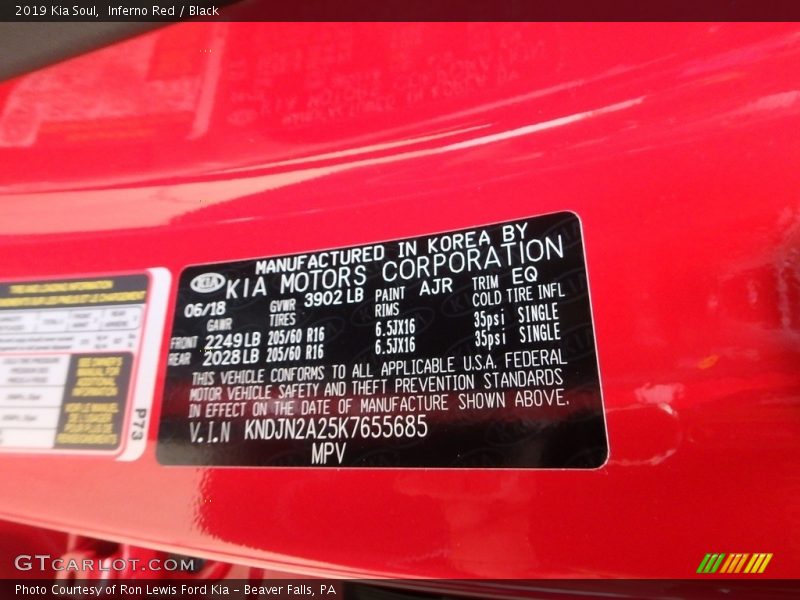 2019 Kia Soul,  Inferno Red / Black
MANUFACTURED IN KOREA BY
KIA KIA MOTORS CORPORATION
06/18 GVWR 3902 LB PAINT AJR TRIM EQ
GAWR TIRES RIMS COLD TIRE INFL
FRONT 2249 LB 205/60 R16 6.5JX16 35psi SINGLE
REAR 2028 LB 205/60 R16 6.5JX16 35psi SINGLE
THIS VEHICLE CONFORMS TO ALL APPLICABLE U.S.A. FEDERAL
MOTOR VEHICLE SAFETY AND THEFT PREVENTION STANDARDS
IN EFFECT ON THE DATE OF MANUFACTURE SHOWN ABOVE.
V.I.N KNDJN2A25K7655685
MPV
P73
GTCARLOT.COM
Photo Courtesy of Ron Lewis Ford Kia – Beaver Falls, PA